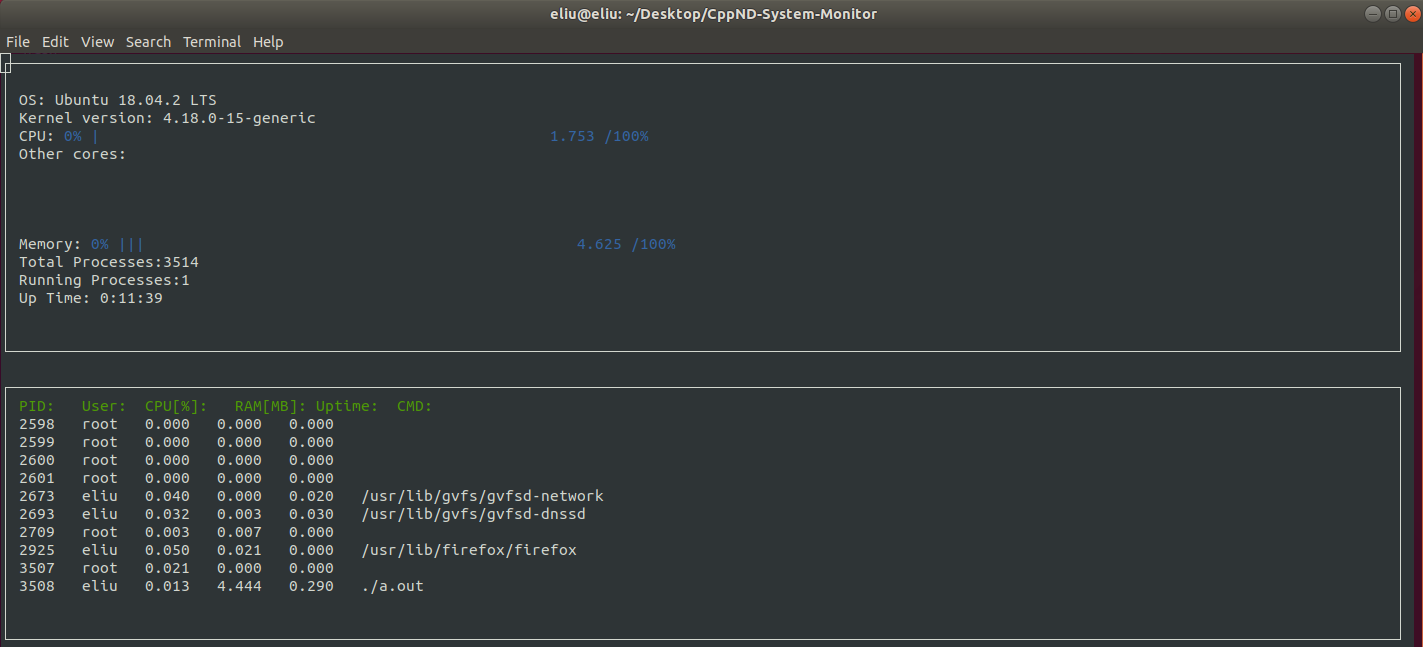 eliu@eliu: ~/Desktop/CppND-System-Monitor
File Edit View Search Terminal Help
OS: Ubuntu 18.04.2 LTS
Kernel version: 4.18.0-15-generic
CPU: 0% | 1.753 /100%
Other cores:
Memory: 0% ||| 4.625 /100%
Total Processes:3514
Running Processes:1
Up Time: 0:11:39
PID: User: CPU[%]: RAM[MB]: Uptime: CMD:
2598 root 0.000 0.000 0.000
2599 root 0.000 0.000 0.000
2600 root 0.000 0.000 0.000
2601 root 0.000 0.000 0.000
2673 eliu 0.040 0.000 0.020 /usr/lib/gvfs/gvfsd-network
2693 eliu 0.032 0.003 0.030 /usr/lib/gvfs/gvfsd-dnssd
2709 root 0.003 0.007 0.000
2925 eliu 0.050 0.021 0.000 /usr/lib/firefox/firefox
3507 root 0.021 0.000 0.000
3508 eliu 0.013 4.444 0.290 ./a.out